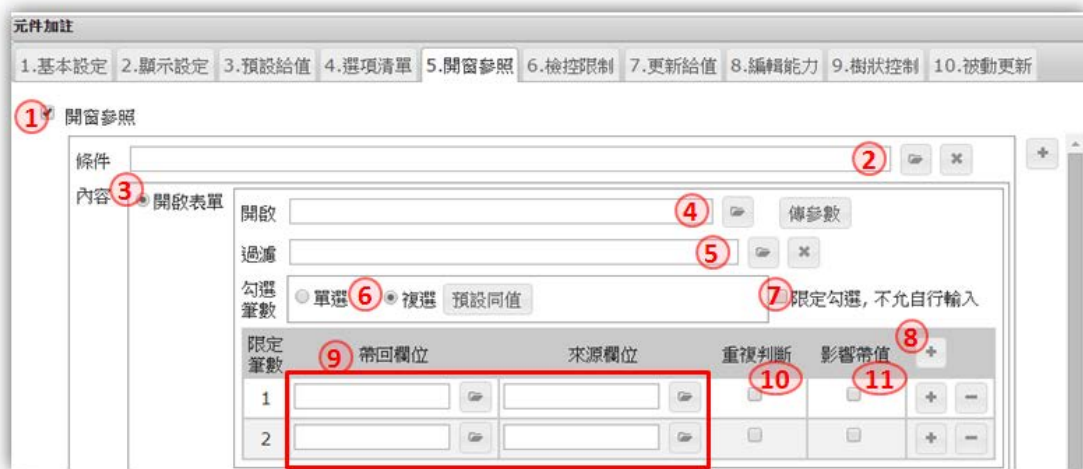 元件加註
1.基本設定 2.顯示設定 3.預設給值 4.選項清單 5.開窗參照 6.檢控限制 7.更新給值 8.編輯能力 9.樹狀控制 10.被動更新
1 開窗參照
條件 2
內容 3 開啟表單
開啟 4 傳參數
過濾 5
勾選筆數 單選 6 複選 預設同值 7 限定勾選, 不允自行輸入
限定筆數 9 帶回欄位 來源欄位 重複判斷 影響帶值 8
1 10 11
2